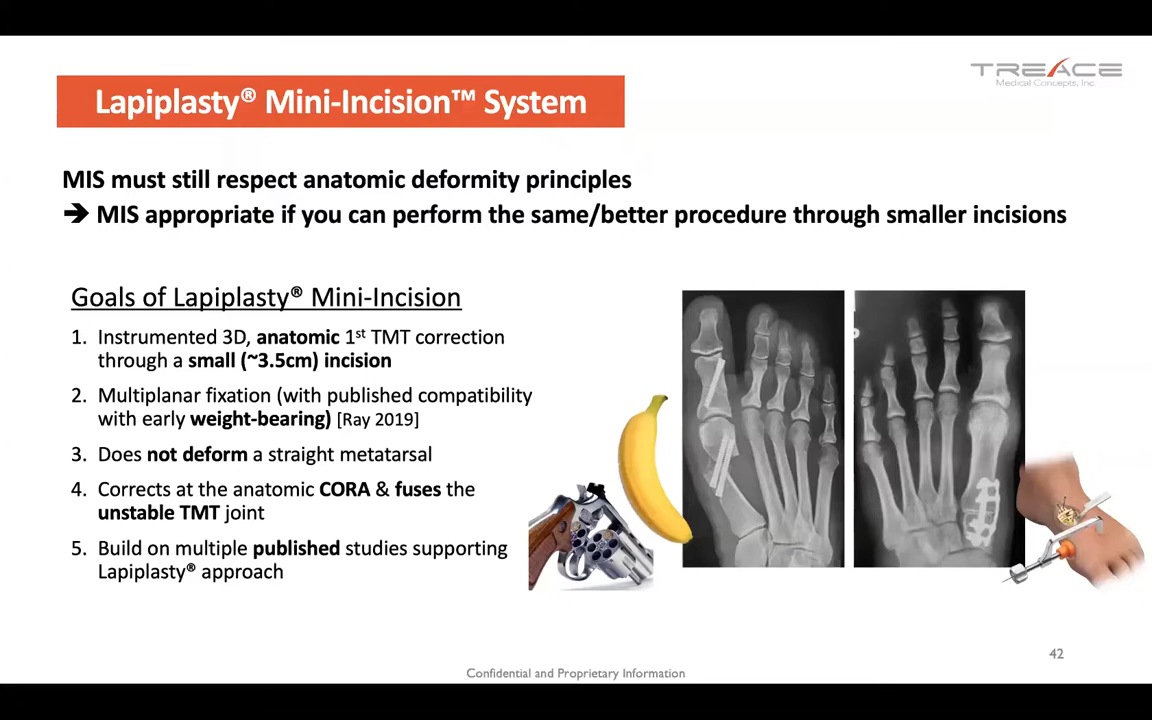 TREACE
Medical Concepts, Inc.
Lapiplasty® Mini-Incision™ System
MIS must still respect anatomic deformity principles
➔ MIS appropriate if you can perform the same/better procedure through smaller incisions
Goals of Lapiplasty® Mini-Incision
1. Instrumented 3D, anatomic 1st TMT correction
through a small (~3.5cm) incision
2. Multiplanar fixation (with published compatibility
with early weight-bearing) [Ray 2019]
3. Does not deform a straight metatarsal
4. Corrects at the anatomic CORA & fuses the
unstable TMT joint
5. Build on multiple published studies supporting
Lapiplasty® approach
42
Confidential and Proprietary Information